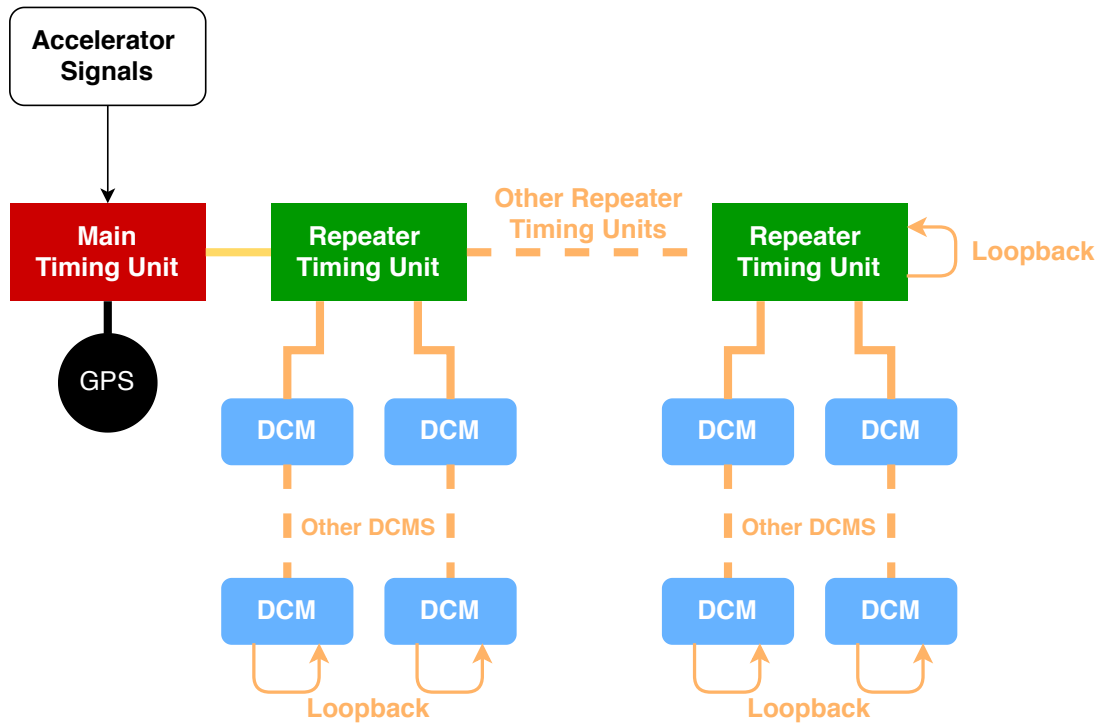 Accelerator
Signals
Main
Timing Unit
Repeater
Timing Unit
Other Repeater
Timing Units
Repeater
Timing Unit
Loopback
GPS
DCM
DCM
DCM
DCM
Other DCMS
Other DCMS
DCM
DCM
DCM
DCM
Loopback
Loopback